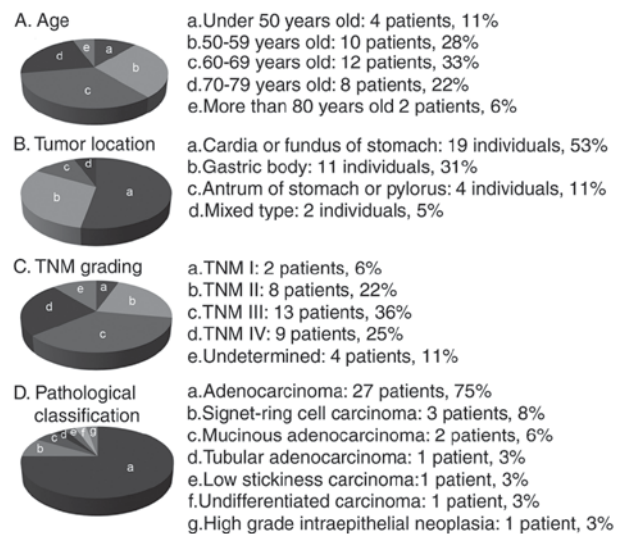 A. Age
a.Under 50 years old: 4 patients, 11%
b.50-59 years old: 10 patients, 28%
c.60-69 years old: 12 patients, 33%
d.70-79 years old: 8 patients, 22%
e.More than 80 years old 2 patients, 6%
e
a
d
b
c
B. Tumor location
a.Cardia or fundus of stomach: 19 individuals, 53%
b.Gastric body: 11 individuals, 31%
c.Antrum of stomach or pylorus: 4 individuals, 11%
d.Mixed type: 2 individuals, 5%
c
d
b
a
C. TNM grading
a.TNM I: 2 patients, 6%
b.TNM II: 8 patients, 22%
c.TNM III: 13 patients, 36%
d.TNM IV: 9 patients, 25%
e.Undetermined: 4 patients, 11%
e
a
d
b
c
D. Pathological
classification
a.Adenocarcinoma: 27 patients, 75%
b.Signet-ring cell carcinoma: 3 patients, 8%
c.Mucinous adenocarcinoma: 2 patients, 6%
d.Tubular adenocarcinoma: 1 patient, 3%
e.Low stickiness carcinoma:1 patient, 3%
f.Undifferentiated carcinoma: 1 patient, 3%
g.High grade intraepithelial neoplasia: 1 patient, 3%
b
c
d
e
f
g
a